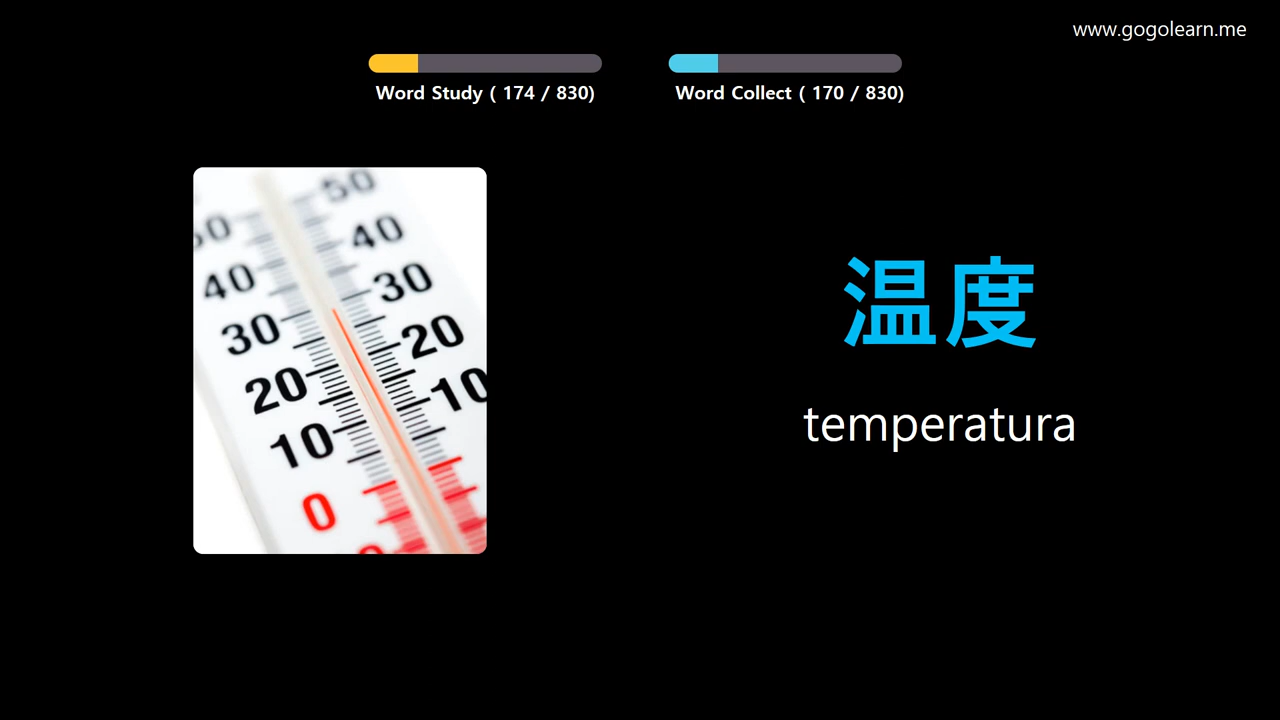 www.gogolearn.me
Word Study ( 174 / 830)
Word Collect ( 170 / 830)
50
50
40
40
30
30
20
20
10
10
0
温度
temperatura